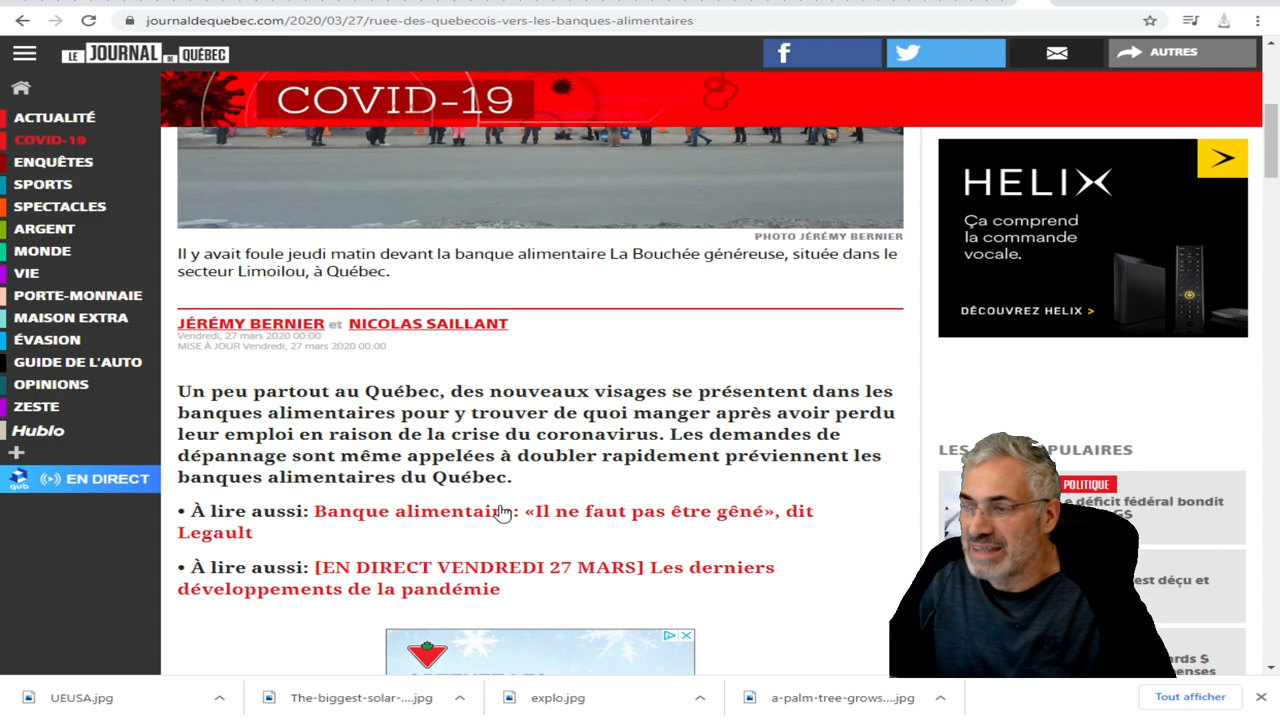 journaldequebec.com/2020/03/27/ruee-des-quebecois-vers-les-banques-alimentaires
LE JOURNAL DE QUÉBEC
AUTRES
COVID-19
ACTUALITÉ
COVID-19
ENQUÊTES
SPORTS
SPECTACLES
ARGENT
MONDE
VIE
PORTE-MONNAIE
MAISON EXTRA
ÉVASION
GUIDE DE L'AUTO
OPINIONS
ZESTE
Hublo
QUB
EN DIRECT
PHOTO JÉRÉMY BERNIER
Il y avait foule jeudi matin devant la banque alimentaire La Bouchée généreuse, située dans le
secteur Limoilou, à Québec.
JÉRÉMY BERNIER et NICOLAS SAILLANT
Vendredi, 27 mars 2020 00:00
MISE À JOUR Vendredi, 27 mars 2020 00:00
Un peu partout au Québec, des nouveaux visages se présentent dans les
banques alimentaires pour y trouver de quoi manger après avoir perdu
leur emploi en raison de la crise du coronavirus. Les demandes de
dépannage sont même appelées à doubler rapidement préviennent les
banques alimentaires du Québec.
• À lire aussi: Banque alimentaire: «Il ne faut pas être gêné», dit
Legault
• À lire aussi: [EN DIRECT VENDREDI 27 MARS] Les derniers
développements de la pandémie
HELIX
Ça comprend
la commande
vocale.
DÉCOUVREZ HELIX >
LES POPULAIRES
POLITIQUE
e déficit fédéral bondit
G$
est déçu et
ards $
enses
UEUSA.jpg
The-biggest-solar-....jpg
explo.jpg
a-palm-tree-grows....jpg
Tout afficher